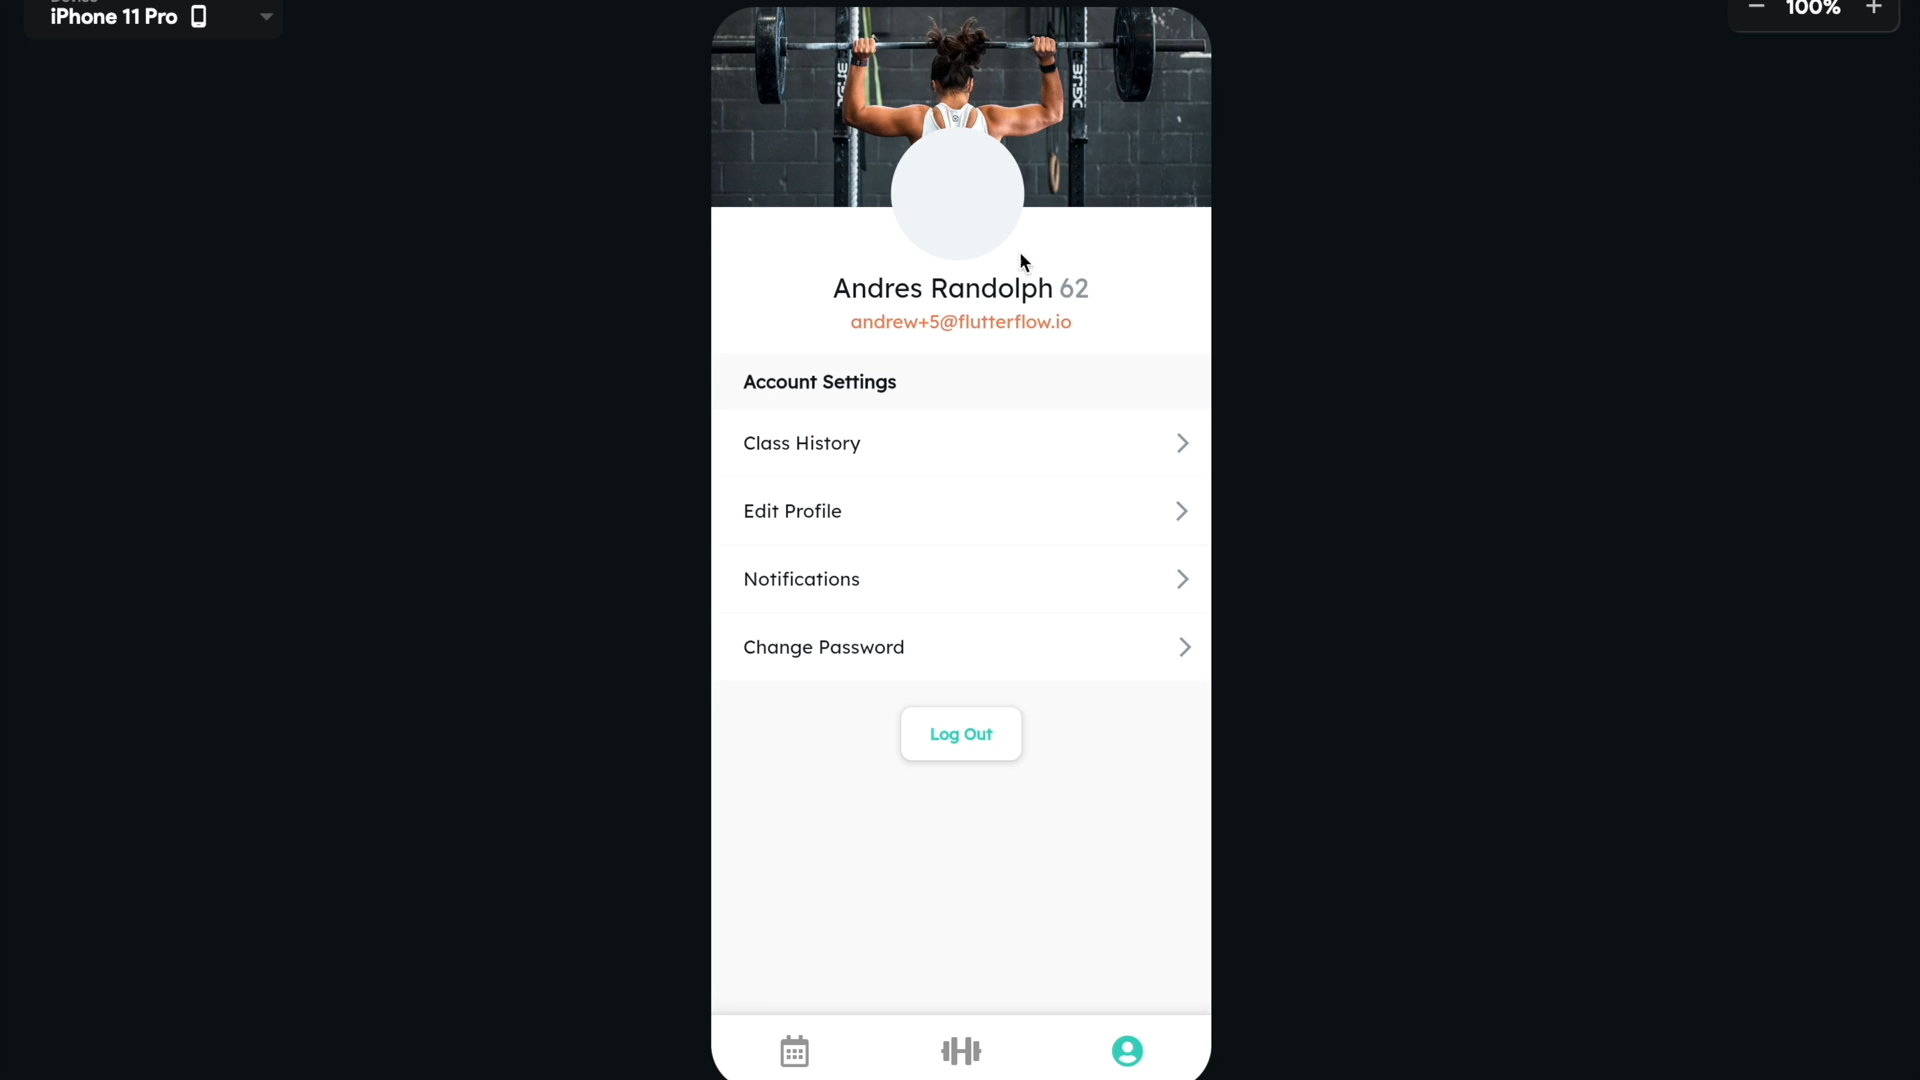 iPhone 11 Pro
100%
Andres Randolph 62
andrew+5@flutterflow.io
Account Settings
Class History
Edit Profile
Notifications
Change Password
Log Out